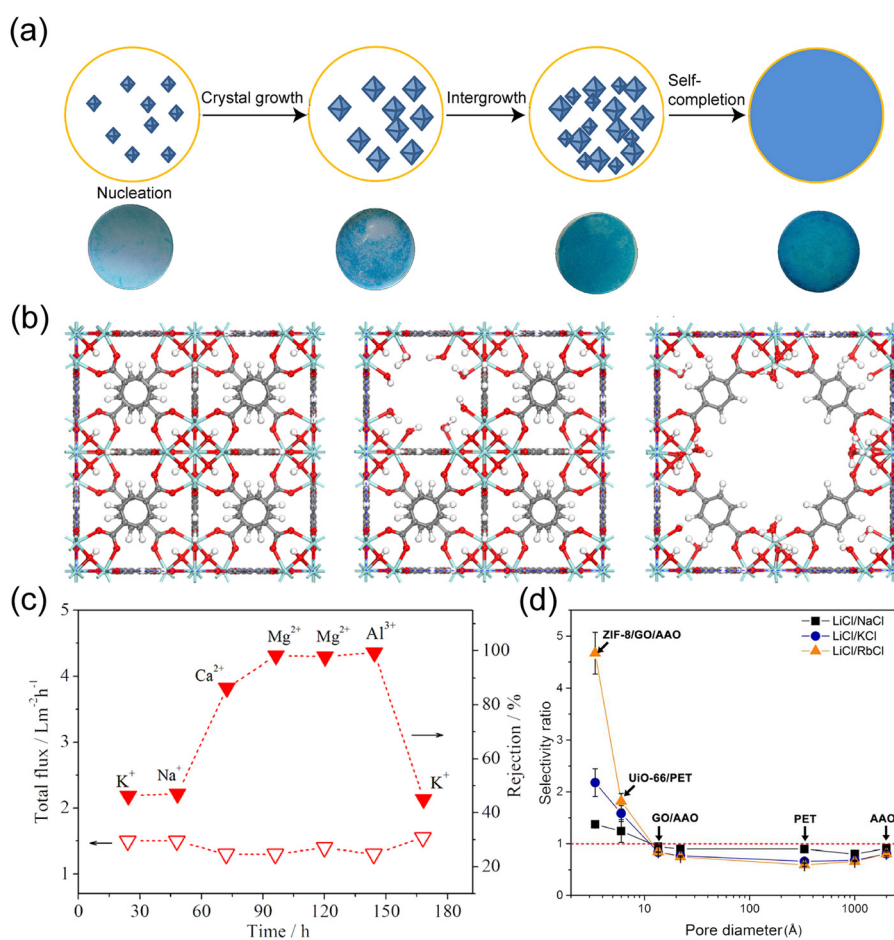 (a)
Crystal growth
Intergrowth
Self-
completion
Nucleation
(b)
(c)
Total flux / Lm⁻²h⁻¹
5
4
3
2
1
K⁺
Na⁺
Ca²⁺
Mg²⁺
Mg²⁺
Al³⁺
K⁺
100
80
60
40
20
Rejection / %
0 30 60 90 120 150 180
Time / h
(d)
Selectivity ratio
6
5
4
3
2
1
0
ZIF-8/GO/AAO
UiO-66/PET
GO/AAO
PET
AAO
LiCl/NaCl
LiCl/KCl
LiCl/RbCl
10 100 1000
Pore diameter(Å)